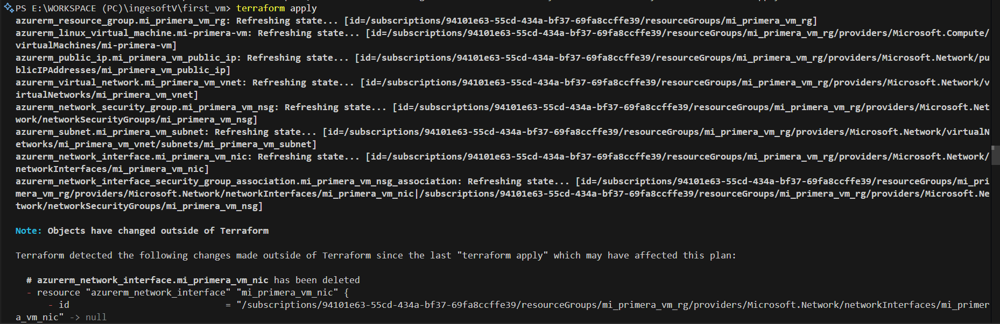 PS E:\WORKSPACE (PC)\ingesoftV\first_vm> terraform apply
azurerm_resource_group.mi_primera_vm_rg: Refreshing state... [id=/subscriptions/94101e63-55cd-434a-bf37-69fa8ccffe39/resourceGroups/mi_primera_vm_rg]
azurerm_linux_virtual_machine.mi-primera-vm: Refreshing state... [id=/subscriptions/94101e63-55cd-434a-bf37-69fa8ccffe39/resourceGroups/mi_primera_vm_rg/providers/Microsoft.Compute/
virtualMachines/mi-primera-vm]
azurerm_public_ip.mi_primera_vm_public_ip: Refreshing state... [id=/subscriptions/94101e63-55cd-434a-bf37-69fa8ccffe39/resourceGroups/mi_primera_vm_rg/providers/Microsoft.Network/pu
blicIPAddresses/mi_primera_vm_public_ip]
azurerm_virtual_network.mi_primera_vm_vnet: Refreshing state... [id=/subscriptions/94101e63-55cd-434a-bf37-69fa8ccffe39/resourceGroups/mi_primera_vm_rg/providers/Microsoft.Network/v
irtualNetworks/mi_primera_vm_vnet]
azurerm_network_security_group.mi_primera_vm_nsg: Refreshing state... [id=/subscriptions/94101e63-55cd-434a-bf37-69fa8ccffe39/resourceGroups/mi_primera_vm_rg/providers/Microsoft.Net
work/networkSecurityGroups/mi_primera_vm_nsg]
azurerm_subnet.mi_primera_vm_subnet: Refreshing state... [id=/subscriptions/94101e63-55cd-434a-bf37-69fa8ccffe39/resourceGroups/mi_primera_vm_rg/providers/Microsoft.Network/virtualN
etworks/mi_primera_vm_vnet/subnets/mi_primera_vm_subnet]
azurerm_network_interface.mi_primera_vm_nic: Refreshing state... [id=/subscriptions/94101e63-55cd-434a-bf37-69fa8ccffe39/resourceGroups/mi_primera_vm_rg/providers/Microsoft.Network/
networkInterfaces/mi_primera_vm_nic]
azurerm_network_interface_security_group_association.mi_primera_vm_nsg_association: Refreshing state... [id=/subscriptions/94101e63-55cd-434a-bf37-69fa8ccffe39/resourceGroups/mi_pri
mera_vm_rg/providers/Microsoft.Network/networkInterfaces/mi_primera_vm_nic|/subscriptions/94101e63-55cd-434a-bf37-69fa8ccffe39/resourceGroups/mi_primera_vm_rg/providers/Microsoft.Ne
twork/networkSecurityGroups/mi_primera_vm_nsg]
Note: Objects have changed outside of Terraform
Terraform detected the following changes made outside of Terraform since the last "terraform apply" which may have affected this plan:
# azurerm_network_interface.mi_primera_vm_nic has been deleted
- resource "azurerm_network_interface" "mi_primera_vm_nic" {
- id = "/subscriptions/94101e63-55cd-434a-bf37-69fa8ccffe39/resourceGroups/mi_primera_vm_rg/providers/Microsoft.Network/networkInterfaces/mi_primer
a_vm_nic" -> null